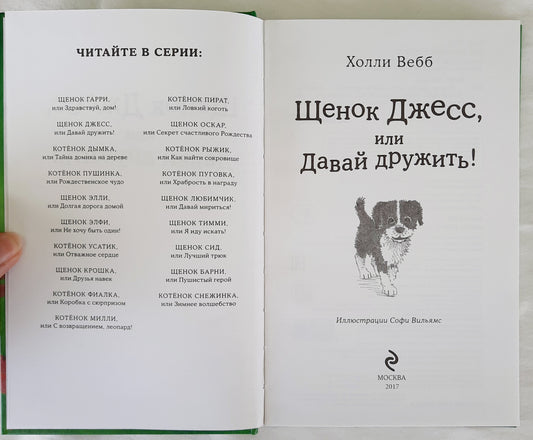 ЧИТАЙТЕ В СЕРИИ:
ЩЕНОК ГАРРИ,
или Здравствуй, дом!
ЩЕНОК ДЖЕСС,
или Давай дружить!
КОТЁНОК ДЫМКА,
или Тайна домика на дереве
КОТЁНОК ПУШИНКА,
или Рождественское чудо
ЩЕНОК ЭЛЛИ,
или Долгая дорога домой
ЩЕНОК ЭЛФИ,
или Не хочу быть один!
КОТЁНОК УСАТИК,
или Отважное сердце
ЩЕНОК КРОШКА,
или Друзья навек
КОТЁНОК ФИАЛКА,
или Коробка с сюрпризом
КОТЁНОК МИЛЛИ,
или С возвращением, леопард!
КОТЁНОК ПИРАТ,
или Ловкий коготь
ЩЕНОК ОСКАР,
или Секрет счастливого Рождества
КОТЁНОК РЫЖИК,
или Как найти сокровище
КОТЁНОК ПУГОВКА,
или Храбрость в награду
ЩЕНОК ЛЮБИМЧИК,
или Давай мириться!
ЩЕНОК ТИММИ,
или Я иду искать!
ЩЕНОК СИД,
или Лучший трюк
ЩЕНОК БАРНИ,
или Пушистый герой
КОТЁНОК СНЕЖИНКА,
или Зимнее волшебство
Холли Вебб
Щенок Джесс,
или
Давай дружить!
Иллюстрации Софи Вильямс
МОСКВА
2017